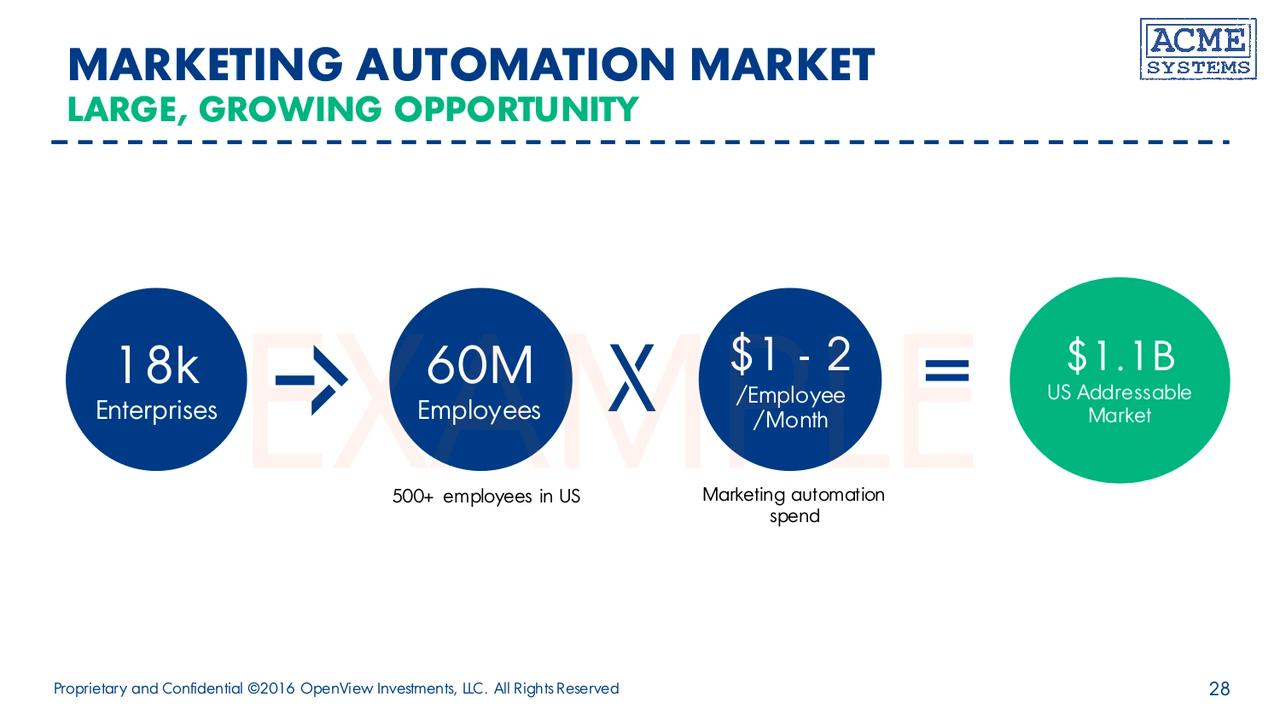 MARKETING AUTOMATION MARKET
LARGE, GROWING OPPORTUNITY
ACME
SYSTEMS
18k
Enterprises
60M
Employees
500+ employees in US
X
$1 - 2
/Employee
/Month
Marketing automation
spend
=
$1.1B
US Addressable
Market
EXAMPLE
Proprietary and Confidential ©2016 OpenView Investments, LLC. All Rights Reserved
28